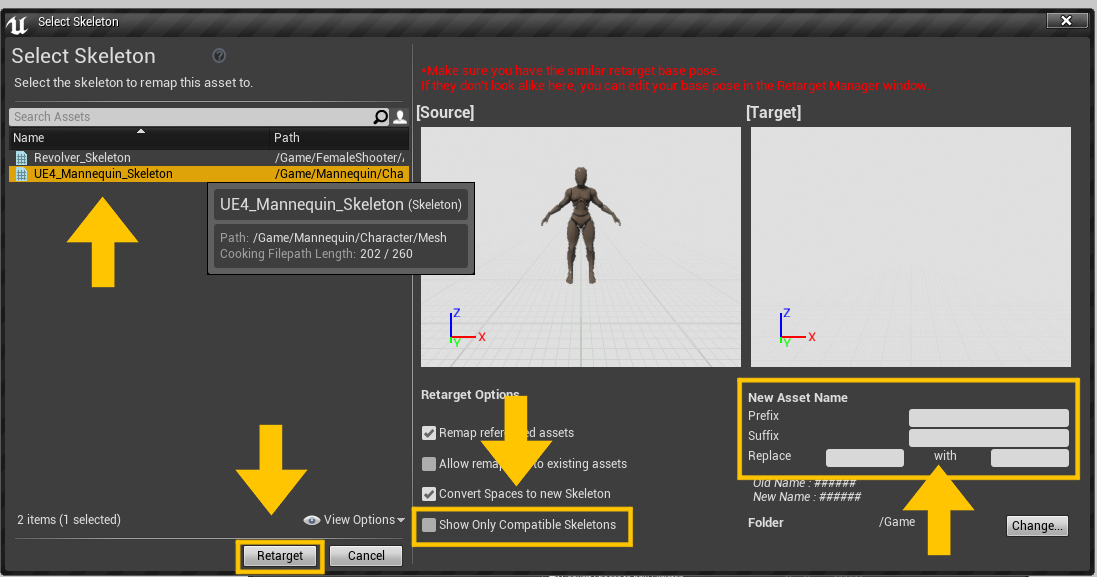 Select Skeleton
Select Skeleton
Select the skeleton to remap this asset to.
Search Assets
Name Path
Revolver_Skeleton /Game/FemaleShooter/
UE4_Mannequin_Skeleton /Game/Mannequin/Cha
UE4_Mannequin_Skeleton (Skeleton)
Path: /Game/Mannequin/Character/Mesh
Cooking Filepath Length: 202 / 260
2 items (1 selected) View Options
Retarget Cancel
*Make sure you have the similar retarget base pose.
If they don't look alike here, you can edit your base pose in the Retarget Manager window.
[Source] [Target]
Z X Y
Z X Y
Retarget Options
Remap assets
Allow to existing assets
Convert Spaces to new Skeleton
Show Only Compatible Skeletons
New Asset Name
Prefix
Suffix
Replace with
Old Name : ######
New Name : ######
Folder /Game Change...